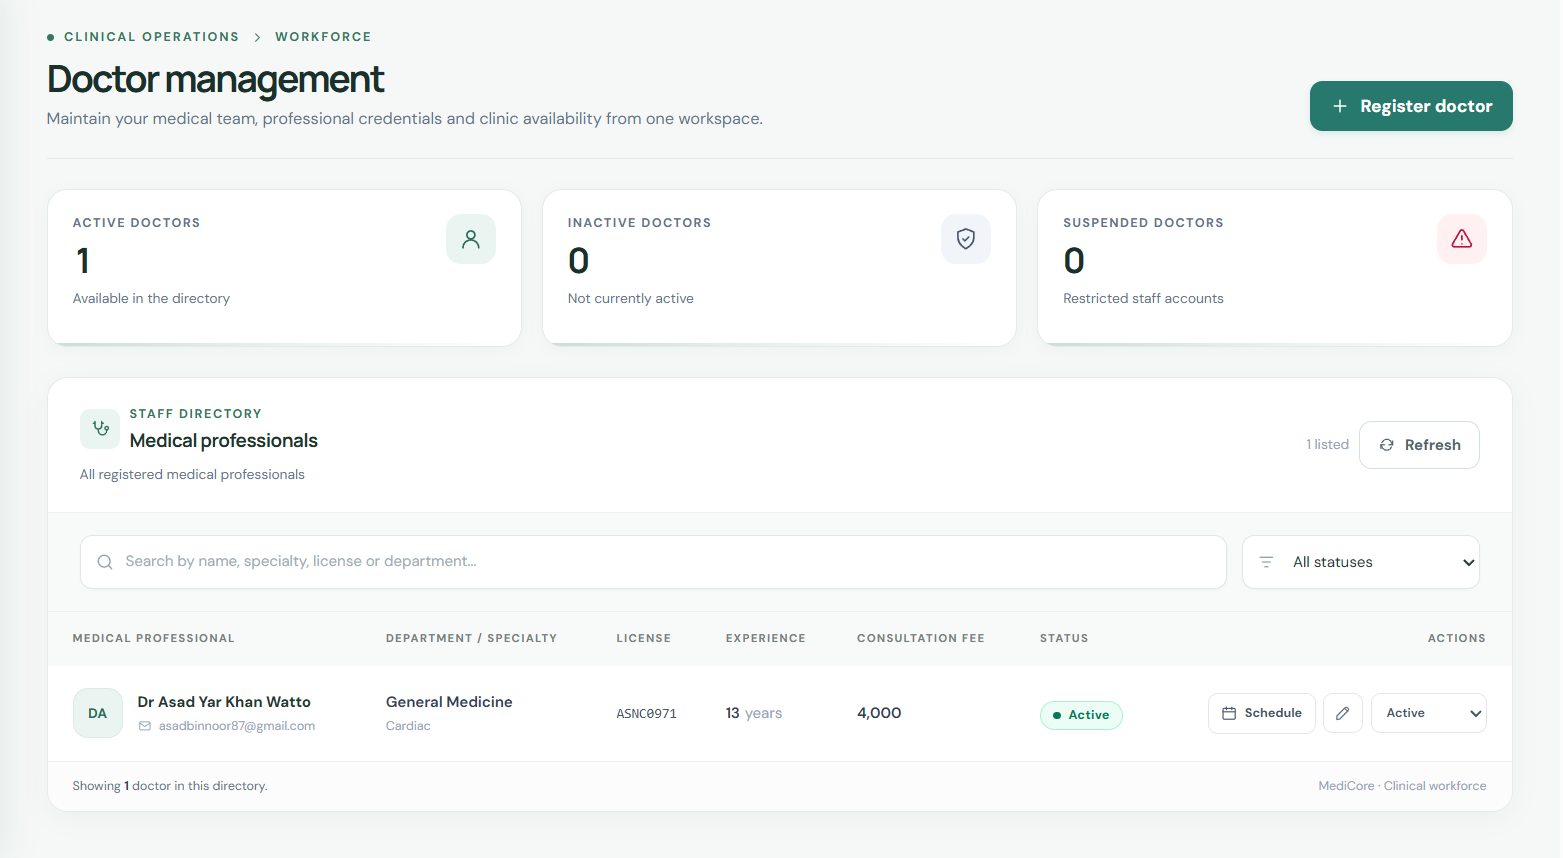 CLINICAL OPERATIONS > WORKFORCE
Doctor management
Maintain your medical team, professional credentials and clinic availability from one workspace.
+ Register doctor
ACTIVE DOCTORS
1
Available in the directory
INACTIVE DOCTORS
0
Not currently active
SUSPENDED DOCTORS
0
Restricted staff accounts
STAFF DIRECTORY
Medical professionals
All registered medical professionals
1 listed
Refresh
Search by name, specialty, license or department...
All statuses
MEDICAL PROFESSIONAL DEPARTMENT / SPECIALTY LICENSE EXPERIENCE CONSULTATION FEE STATUS ACTIONS
DA
Dr Asad Yar Khan Watto
asadbinnoor87@gmail.com
General Medicine
Cardiac
ASNC0971
13 years
4,000
Active
Schedule
Active
Showing 1 doctor in this directory.
MediCore · Clinical workforce